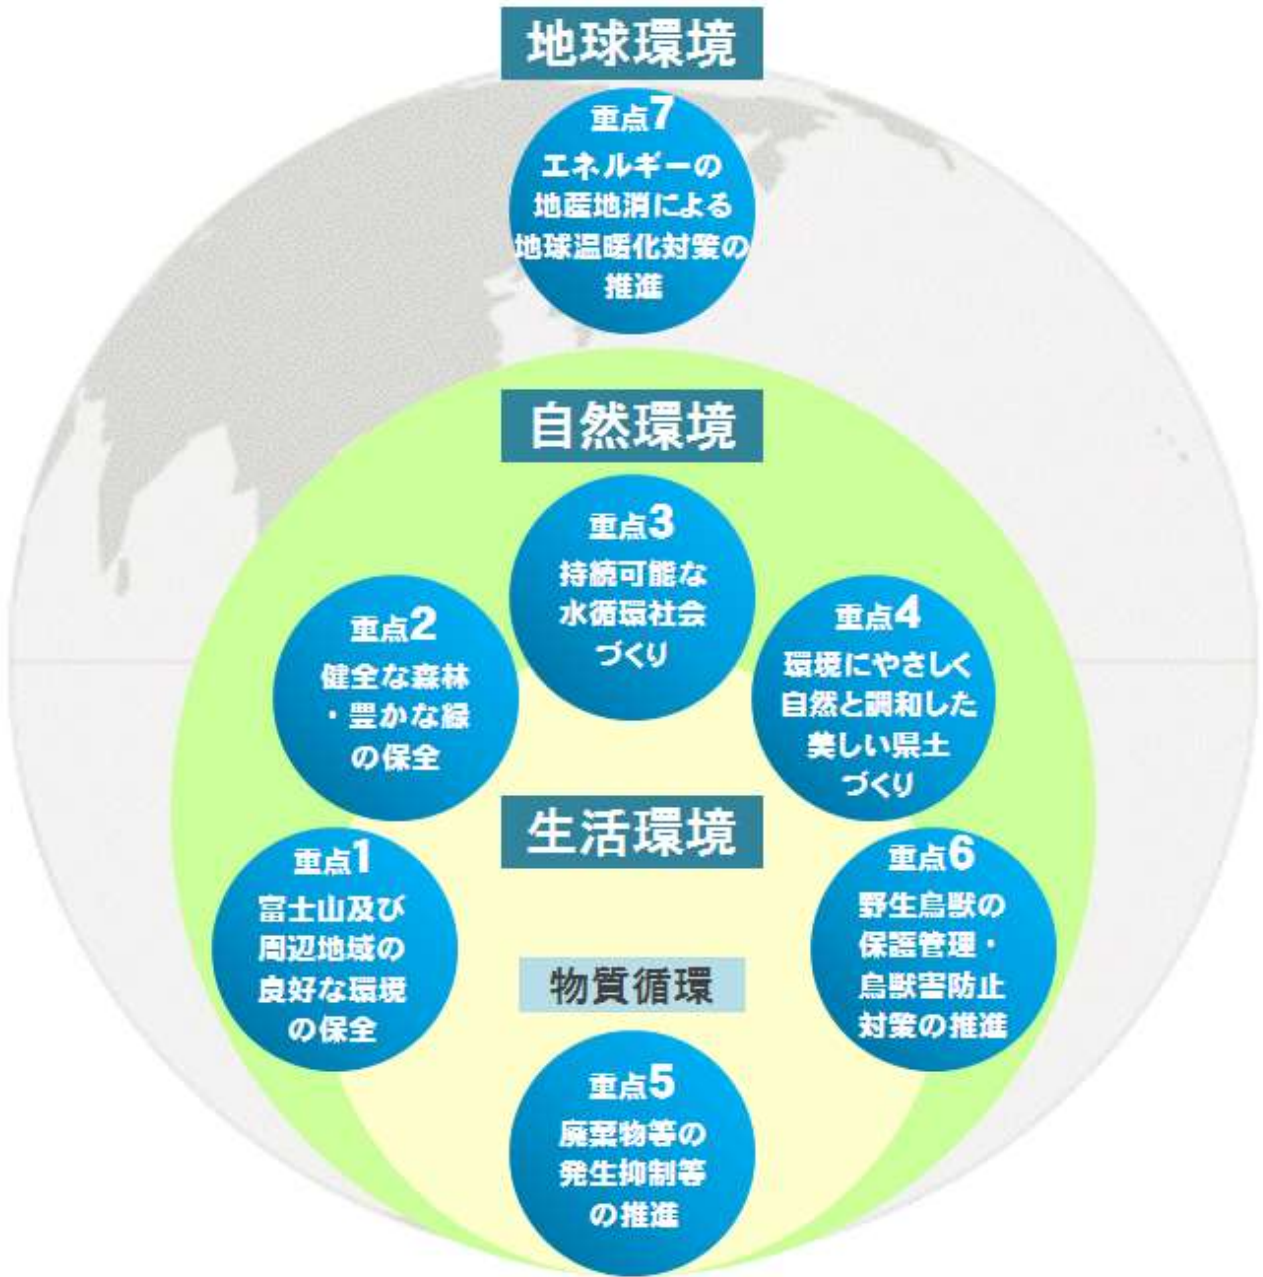 地球環境
重点7
エネルギーの
地産地消による
地球温暖化対策の
推進
自然環境
重点3
持続可能な
水循環社会
づくり
重点2
健全な森林
・豊かな緑
の保全
重点4
環境にやさしく
自然と調和した
美しい県土
づくり
生活環境
重点1
富士山及び
周辺地域の
良好な環境
の保全
重点6
野生鳥獣の
保護管理・
鳥獣害防止
対策の推進
物質循環
重点5
廃棄物等の
発生抑制等
の推進